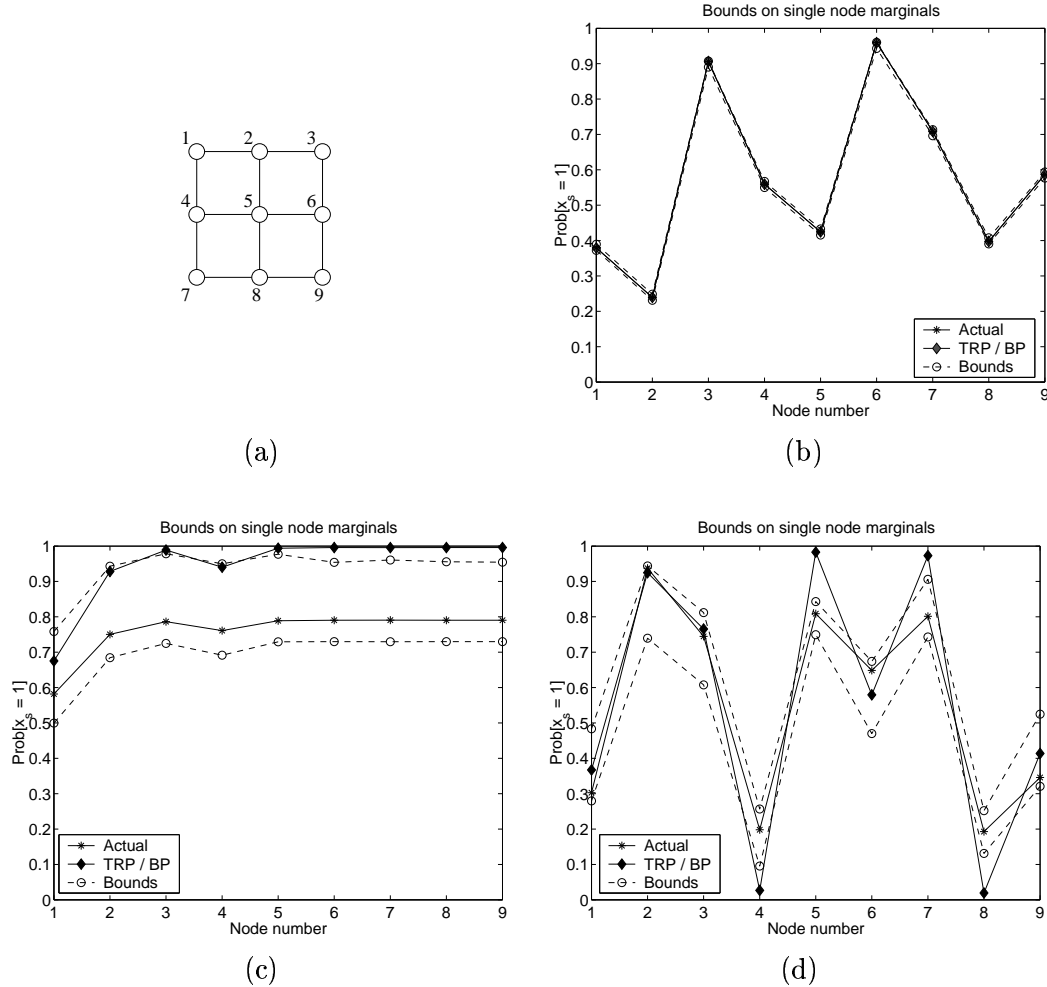 1 2 3
4 5 6
7 8 9
(a)
Bounds on single node marginals
1
0.9
0.8
0.7
0.6
0.5
0.4
0.3
0.2
0.1
0
Prob[x_s = 1]
Actual
TRP / BP
Bounds
1 2 3 4 5 6 7 8 9
Node number
(b)
Bounds on single node marginals
1
0.9
0.8
0.7
0.6
0.5
0.4
0.3
0.2
0.1
0
Prob[x_s = 1]
Actual
TRP / BP
Bounds
1 2 3 4 5 6 7 8 9
Node number
(c)
Bounds on single node marginals
1
0.9
0.8
0.7
0.6
0.5
0.4
0.3
0.2
0.1
0
Prob[x_s = 1]
Actual
TRP / BP
Bounds
1 2 3 4 5 6 7 8 9
Node number
(d)